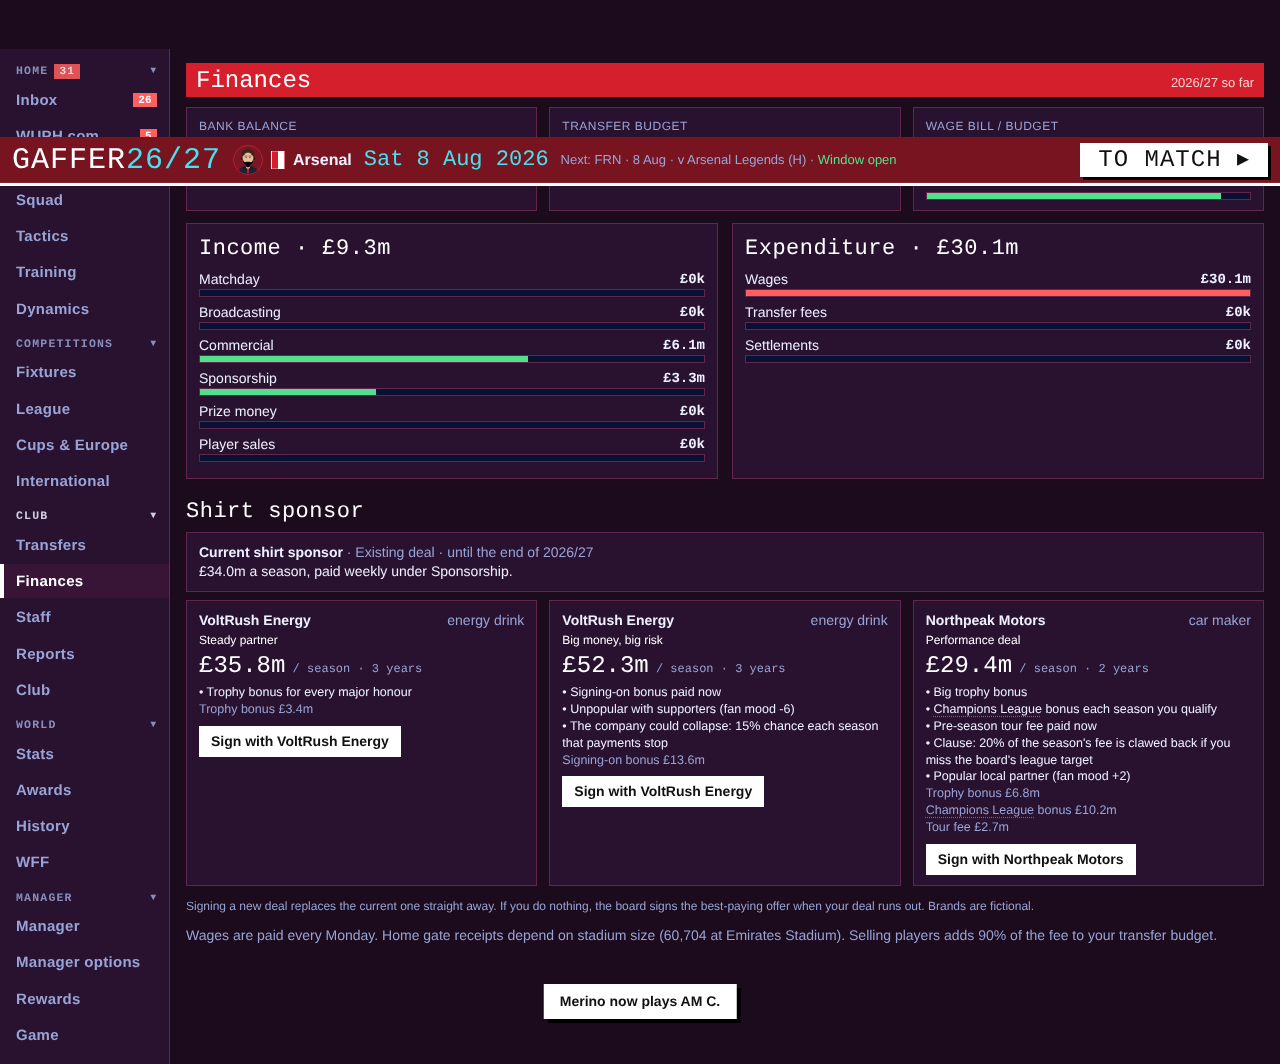 HOME 31 ▼
Inbox 26
WURH.com 5
GAFFER26/27 Arsenal Sat 8 Aug 2026 Next: FRN · 8 Aug · v Arsenal Legends (H) · Window open TO MATCH ►
Squad
Tactics
Training
Dynamics
COMPETITIONS ▼
Fixtures
League
Cups & Europe
International
CLUB ▼
Transfers
Finances
Staff
Reports
Club
WORLD ▼
Stats
Awards
History
WFF
MANAGER ▼
Manager
Manager options
Rewards
Game
Finances 2026/27 so far
BANK BALANCE
TRANSFER BUDGET
WAGE BILL / BUDGET
Income · £9.3m
Matchday £0k
Broadcasting £0k
Commercial £6.1m
Sponsorship £3.3m
Prize money £0k
Player sales £0k
Expenditure · £30.1m
Wages £30.1m
Transfer fees £0k
Settlements £0k
Shirt sponsor
Current shirt sponsor · Existing deal · until the end of 2026/27
£34.0m a season, paid weekly under Sponsorship.
VoltRush Energy energy drink
Steady partner
£35.8m / season · 3 years
• Trophy bonus for every major honour
Trophy bonus £3.4m
Sign with VoltRush Energy
VoltRush Energy energy drink
Big money, big risk
£52.3m / season · 3 years
• Signing-on bonus paid now
• Unpopular with supporters (fan mood -6)
• The company could collapse: 15% chance each season
that payments stop
Signing-on bonus £13.6m
Sign with VoltRush Energy
Northpeak Motors car maker
Performance deal
£29.4m / season · 2 years
• Big trophy bonus
• Champions League bonus each season you qualify
• Pre-season tour fee paid now
• Clause: 20% of the season's fee is clawed back if you
miss the board's league target
• Popular local partner (fan mood +2)
Trophy bonus £6.8m
Champions League bonus £10.2m
Tour fee £2.7m
Sign with Northpeak Motors
Signing a new deal replaces the current one straight away. If you do nothing, the board signs the best-paying offer when your deal runs out. Brands are fictional.
Wages are paid every Monday. Home gate receipts depend on stadium size (60,704 at Emirates Stadium). Selling players adds 90% of the fee to your transfer budget.
Merino now plays AM C.